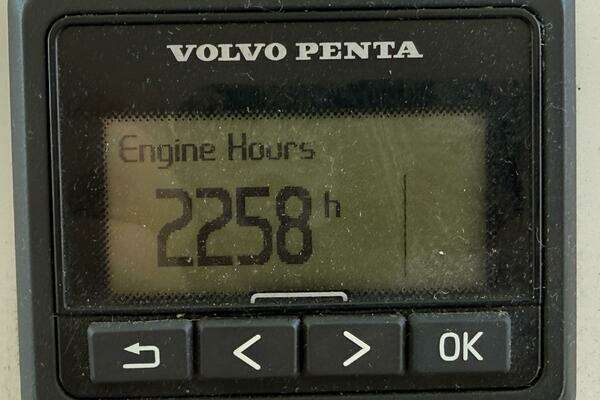 VOLVO PENTA
Engine Hours
2258 h
OK